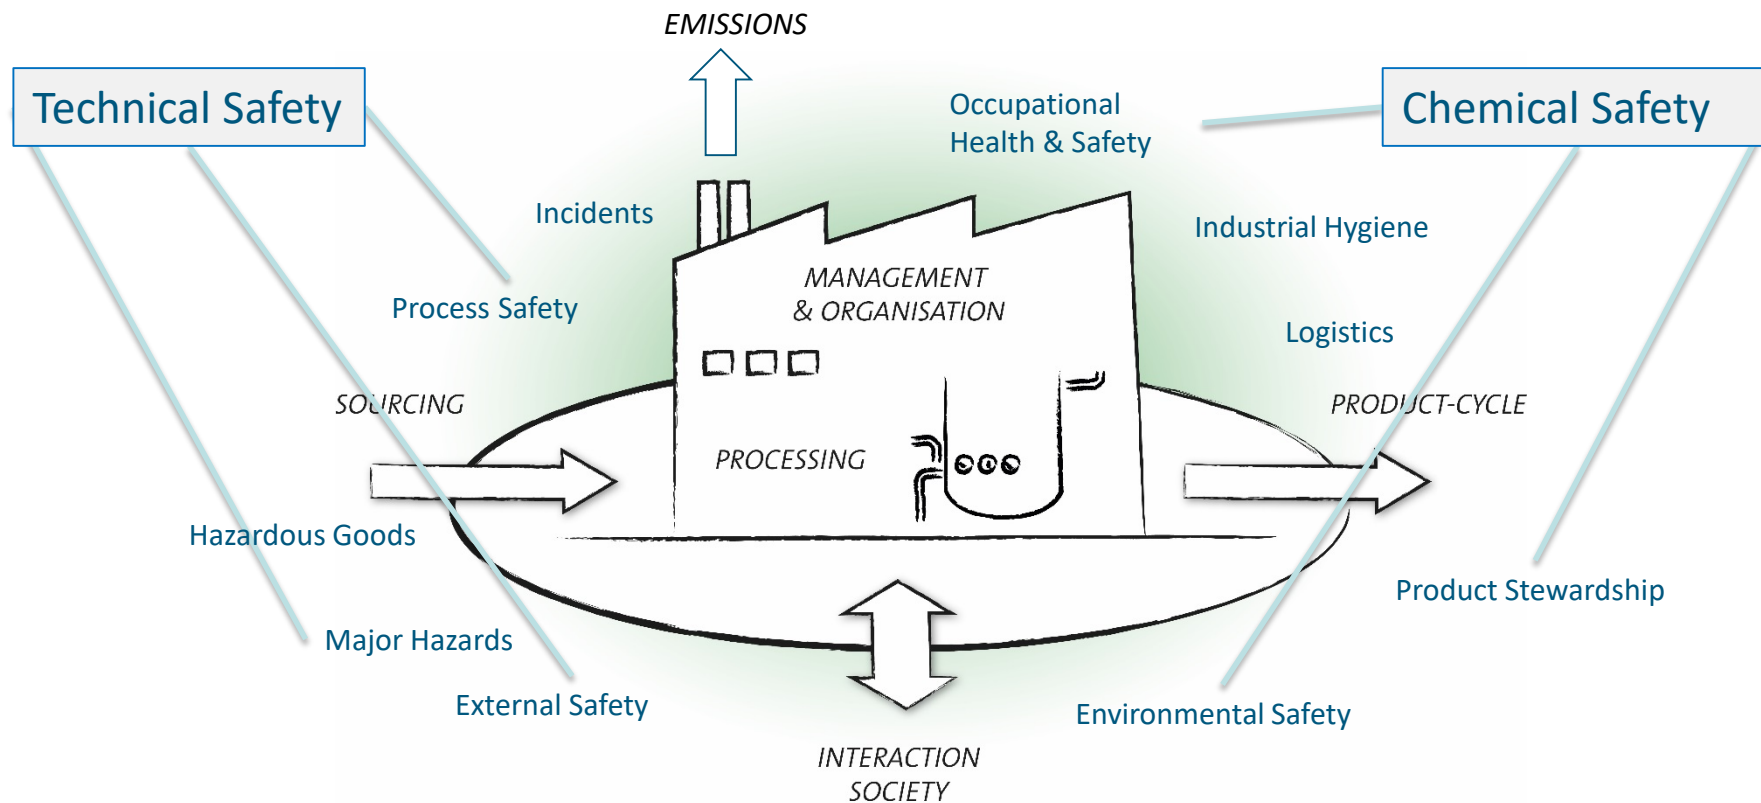 EMISSIONS
Technical Safety
Chemical Safety
Occupational
Health & Safety
Incidents
Industrial Hygiene
MANAGEMENT
& ORGANISATION
Process Safety
Logistics
SOURCING
PRODUCT-CYCLE
PROCESSING
Hazardous Goods
Product Stewardship
Major Hazards
External Safety
Environmental Safety
INTERACTION
SOCIETY